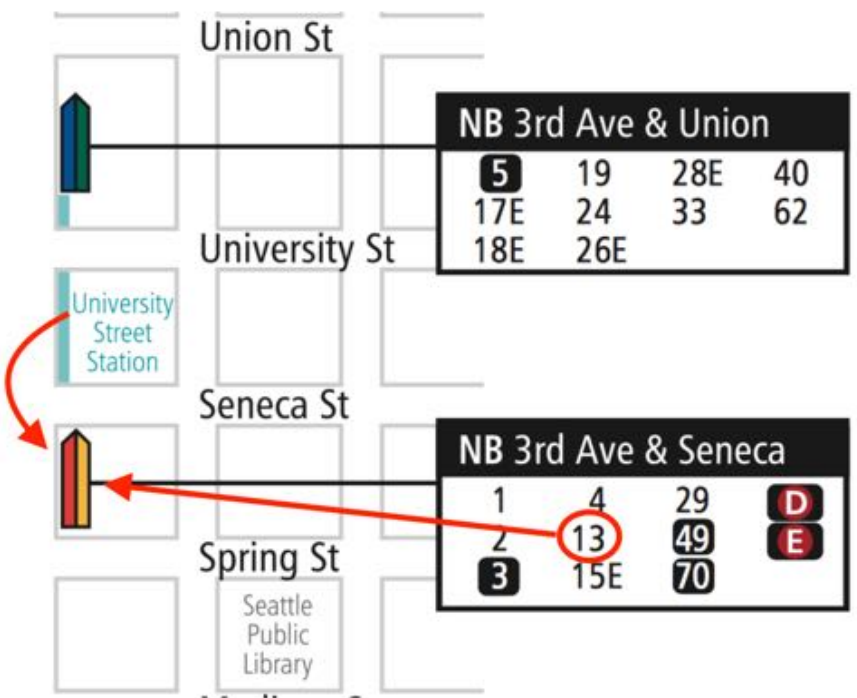 Union St
NB 3rd Ave & Union
5 19 28E 40
17E 24 33 62
18E 26E
University St
University
Street
Station
Seneca St
NB 3rd Ave & Seneca
1 4 29 D
2 13 49 E
3 15E 70
Spring St
Seattle
Public
Library